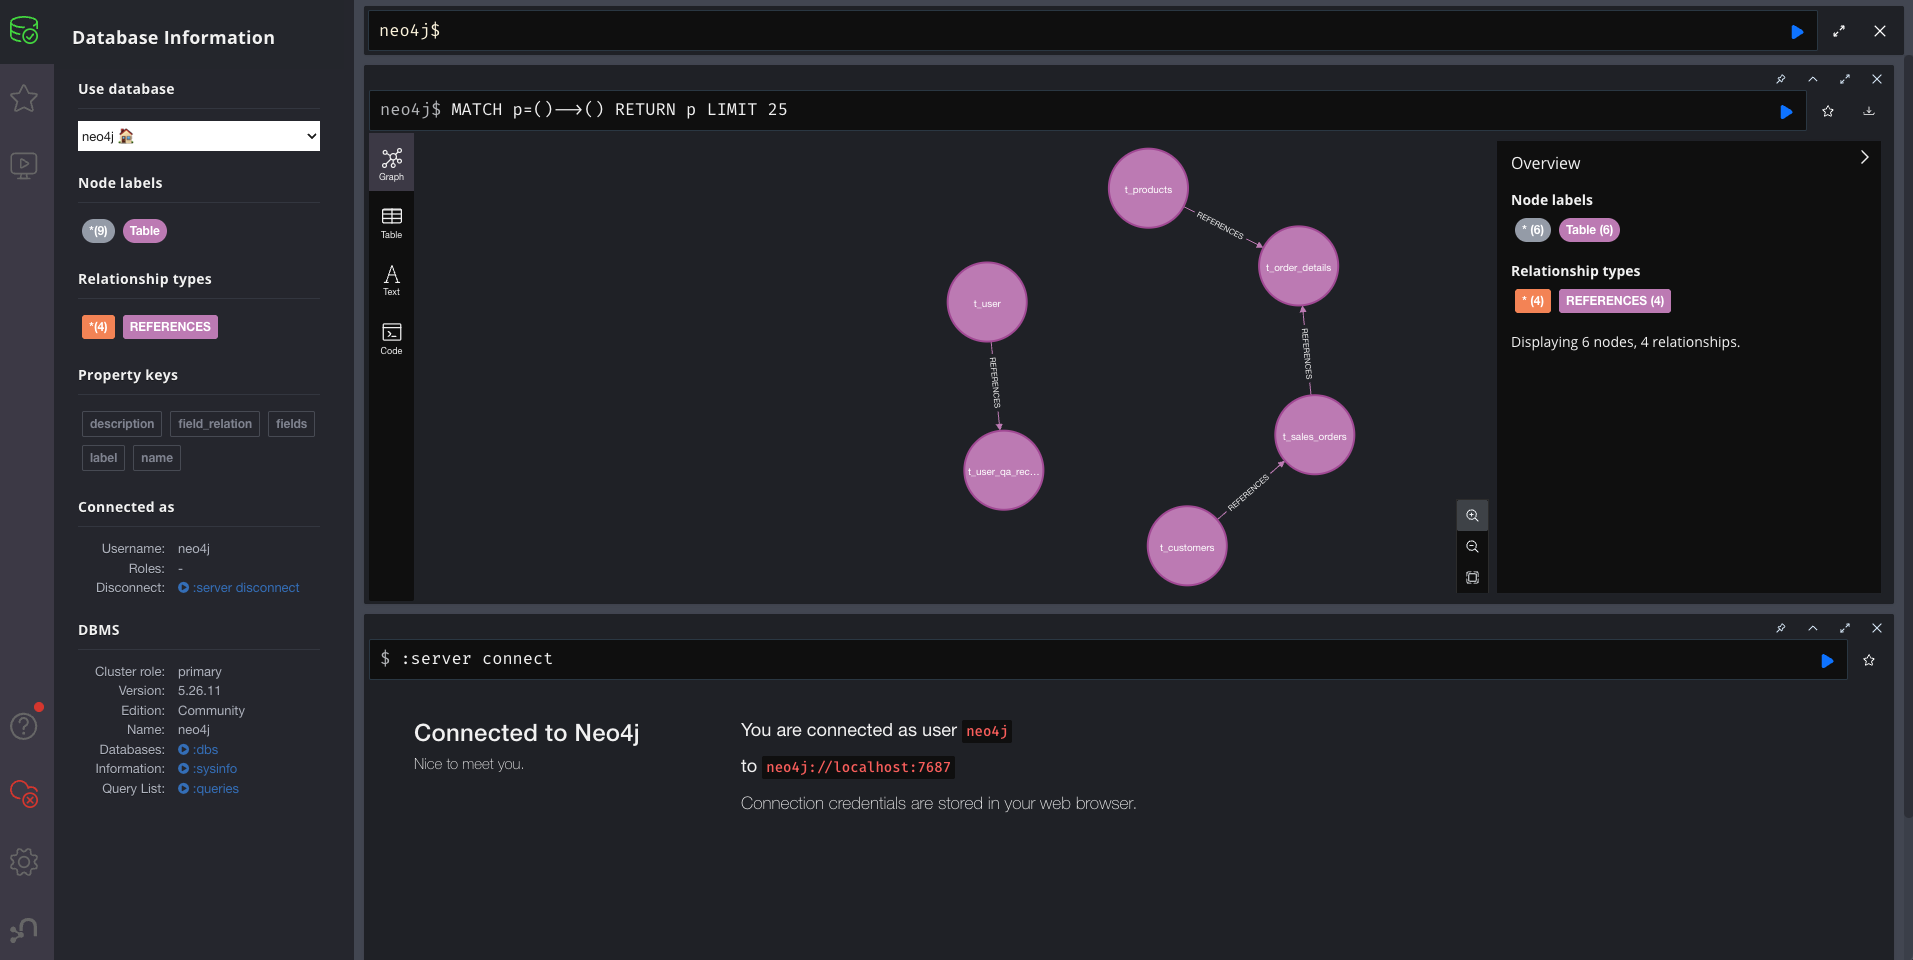 Database Information
Use database
neo4j
Node labels
*(9) Table
Relationship types
*(4) REFERENCES
Property keys
description field_relation fields
label name
Connected as
Username: neo4j
Roles: -
Disconnect: :server disconnect
DBMS
Cluster role: primary
Version: 5.26.11
Edition: Community
Name: neo4j
Databases: :dbs
Information: :sysinfo
Query List: :queries
neo4j$
neo4j$ MATCH p=()-->() RETURN p LIMIT 25
Graph
Table
Text
Code
t_products
REFERENCES
t_order_details
t_user
REFERENCES
REFERENCES
t_sales_orders
t_user_qa_rec...
REFERENCES
t_customers
Overview
Node labels
* (6) Table (6)
Relationship types
* (4) REFERENCES (4)
Displaying 6 nodes, 4 relationships.
$ :server connect
Connected to Neo4j
Nice to meet you.
You are connected as user neo4j
to neo4j://localhost:7687
Connection credentials are stored in your web browser.